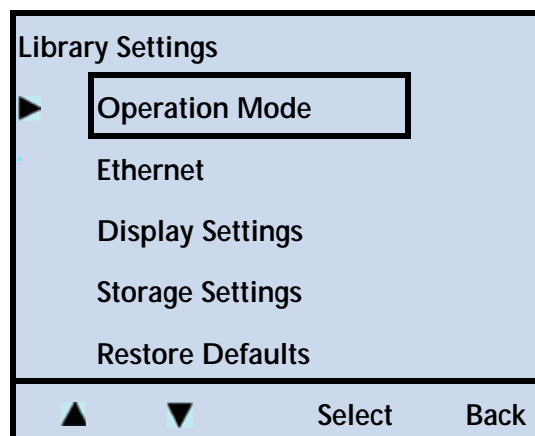 Library Settings
Operation Mode
Ethernet
Display Settings
Storage Settings
Restore Defaults
Select Back